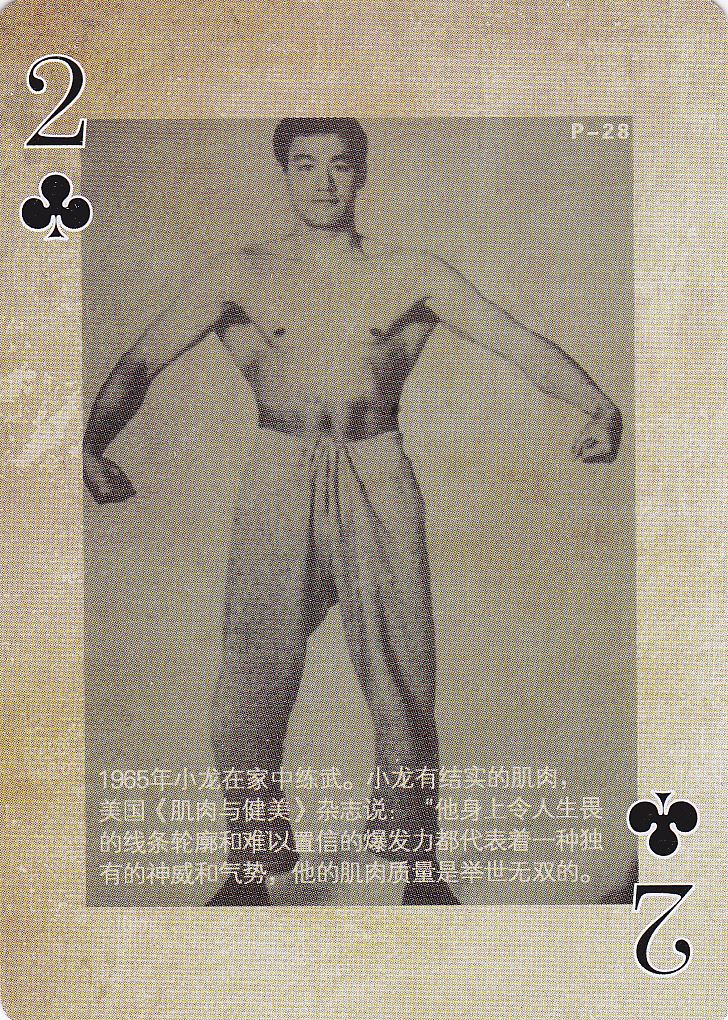 2
P-28
1965年小龙在家中练武。小龙有结实的肌肉，
美国《肌肉与健美》杂志说：“他身上令人生畏
的线条轮廓和难以置信的爆发力都代表着一种独
有的神威和气势，他的肌肉质量是举世无双的。
2